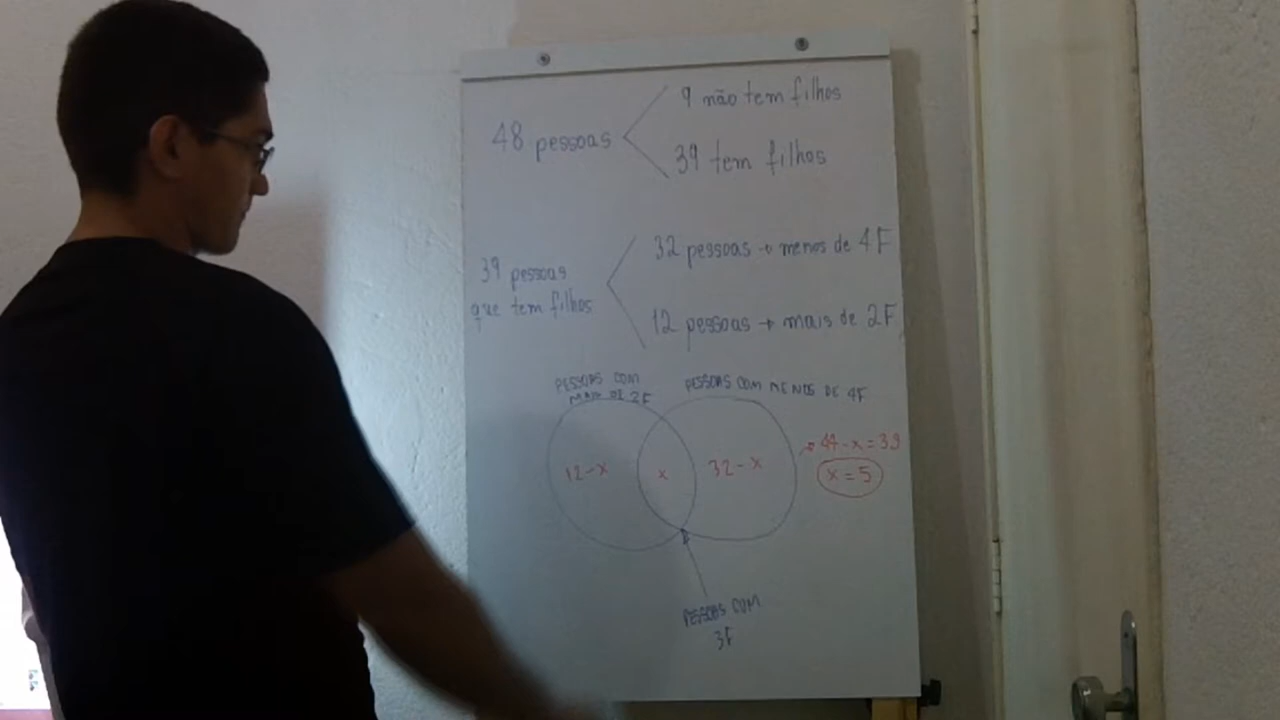 48 pessoas
9 não tem filhos
39 tem filhos
39 pessoas
que tem filhos
32 pessoas → menos de 4F
12 pessoas → mais de 2F
PESSOAS COM
MAIS DE 2F
PESSOAS COM MENOS DE 4F
12-x
x
32-x
44-x=39
x=5
PESSOAS COM
3F